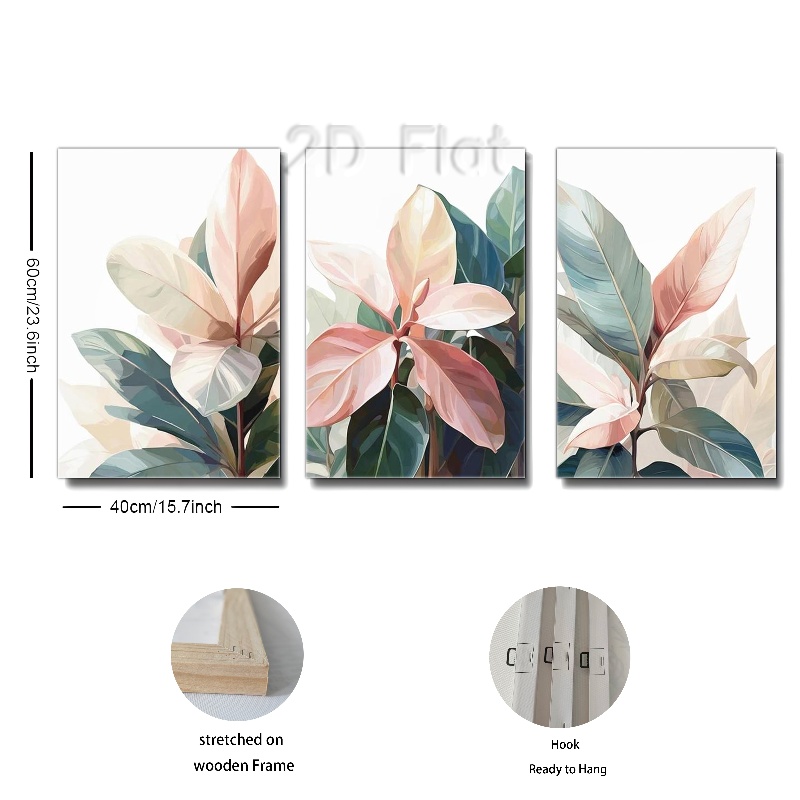 2D Flat
60cm/23.6inch
40cm/15.7inch
stretched on
wooden Frame
Hook
Ready to Hang